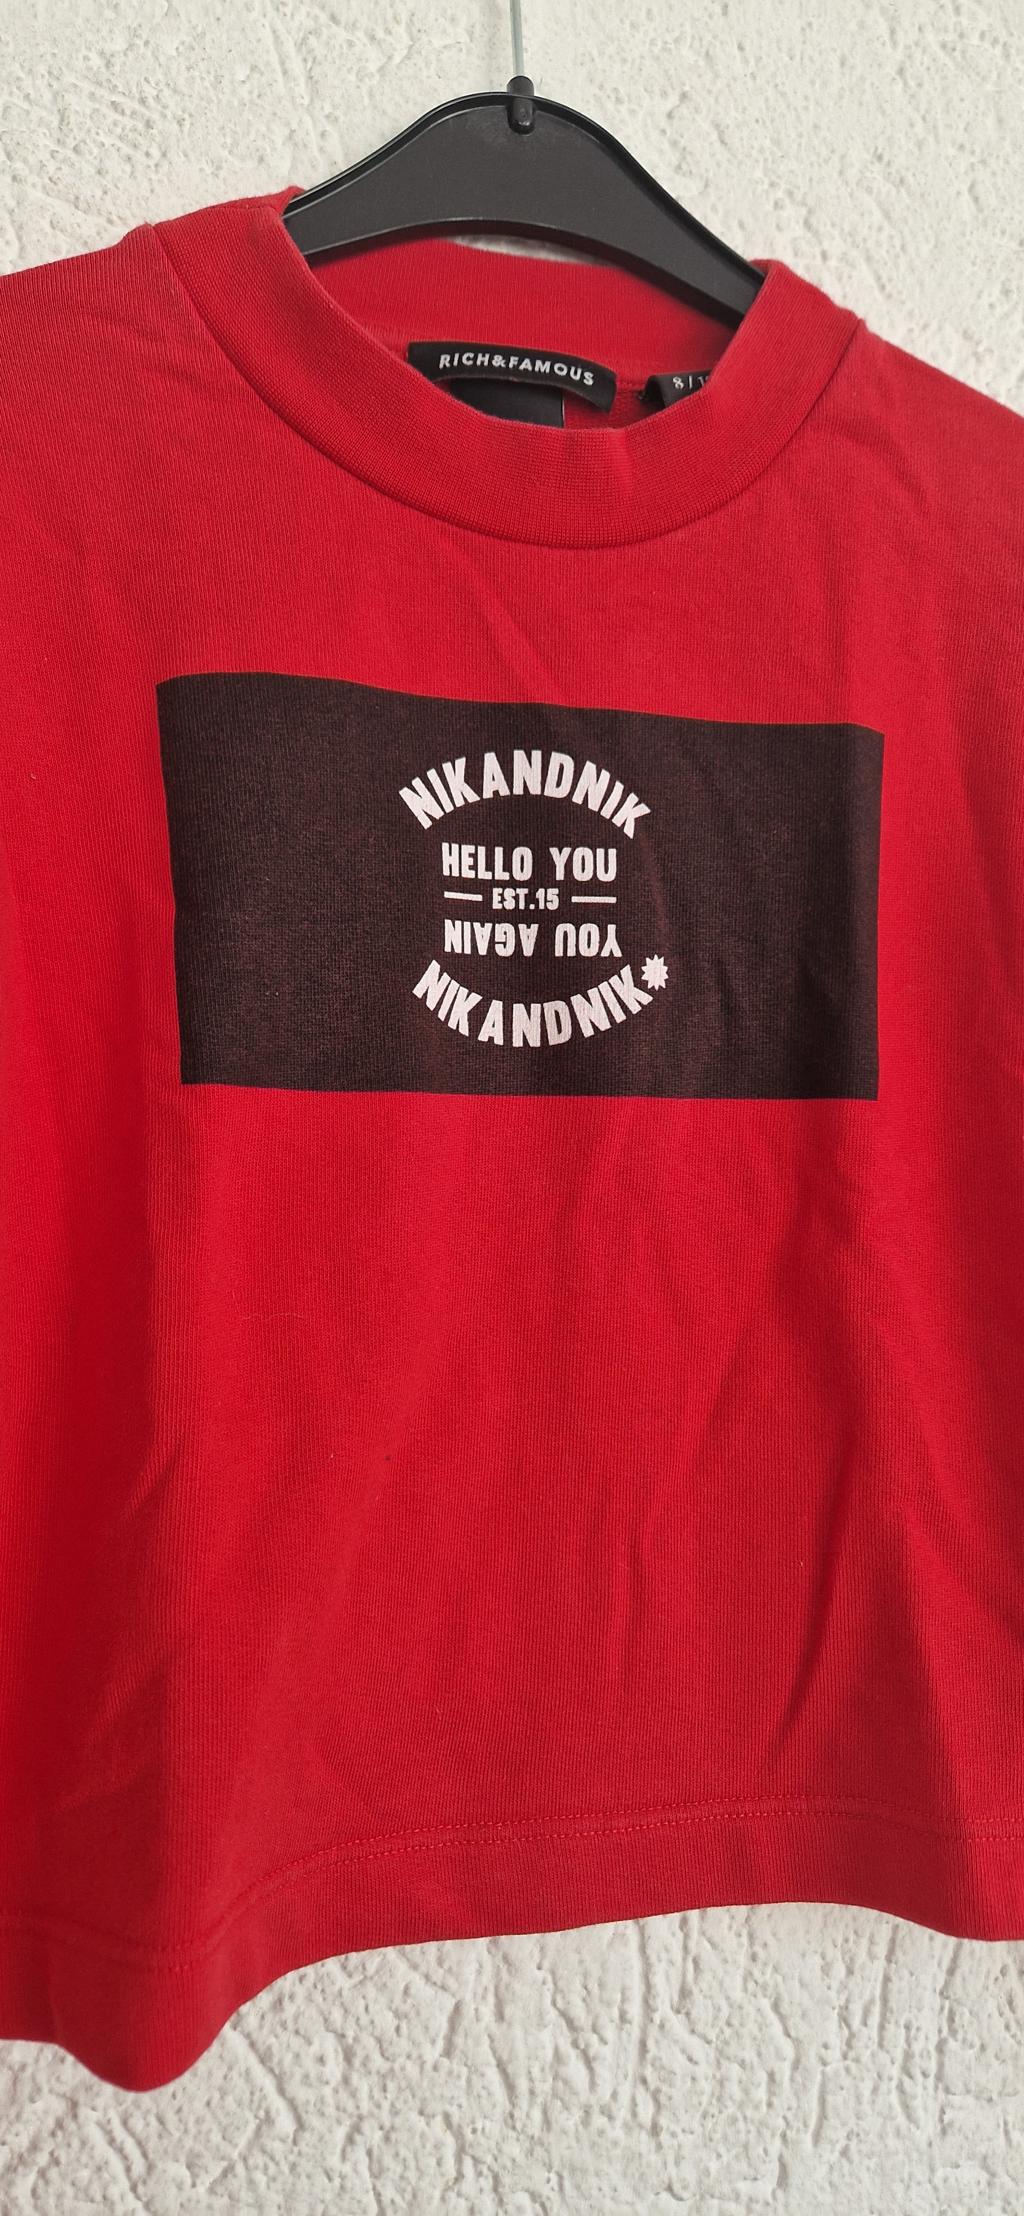 RICH&FAMOUS
NIKANDNIK
HELLO YOU
EST.15
YOU AGAIN
NIKANDNIK*